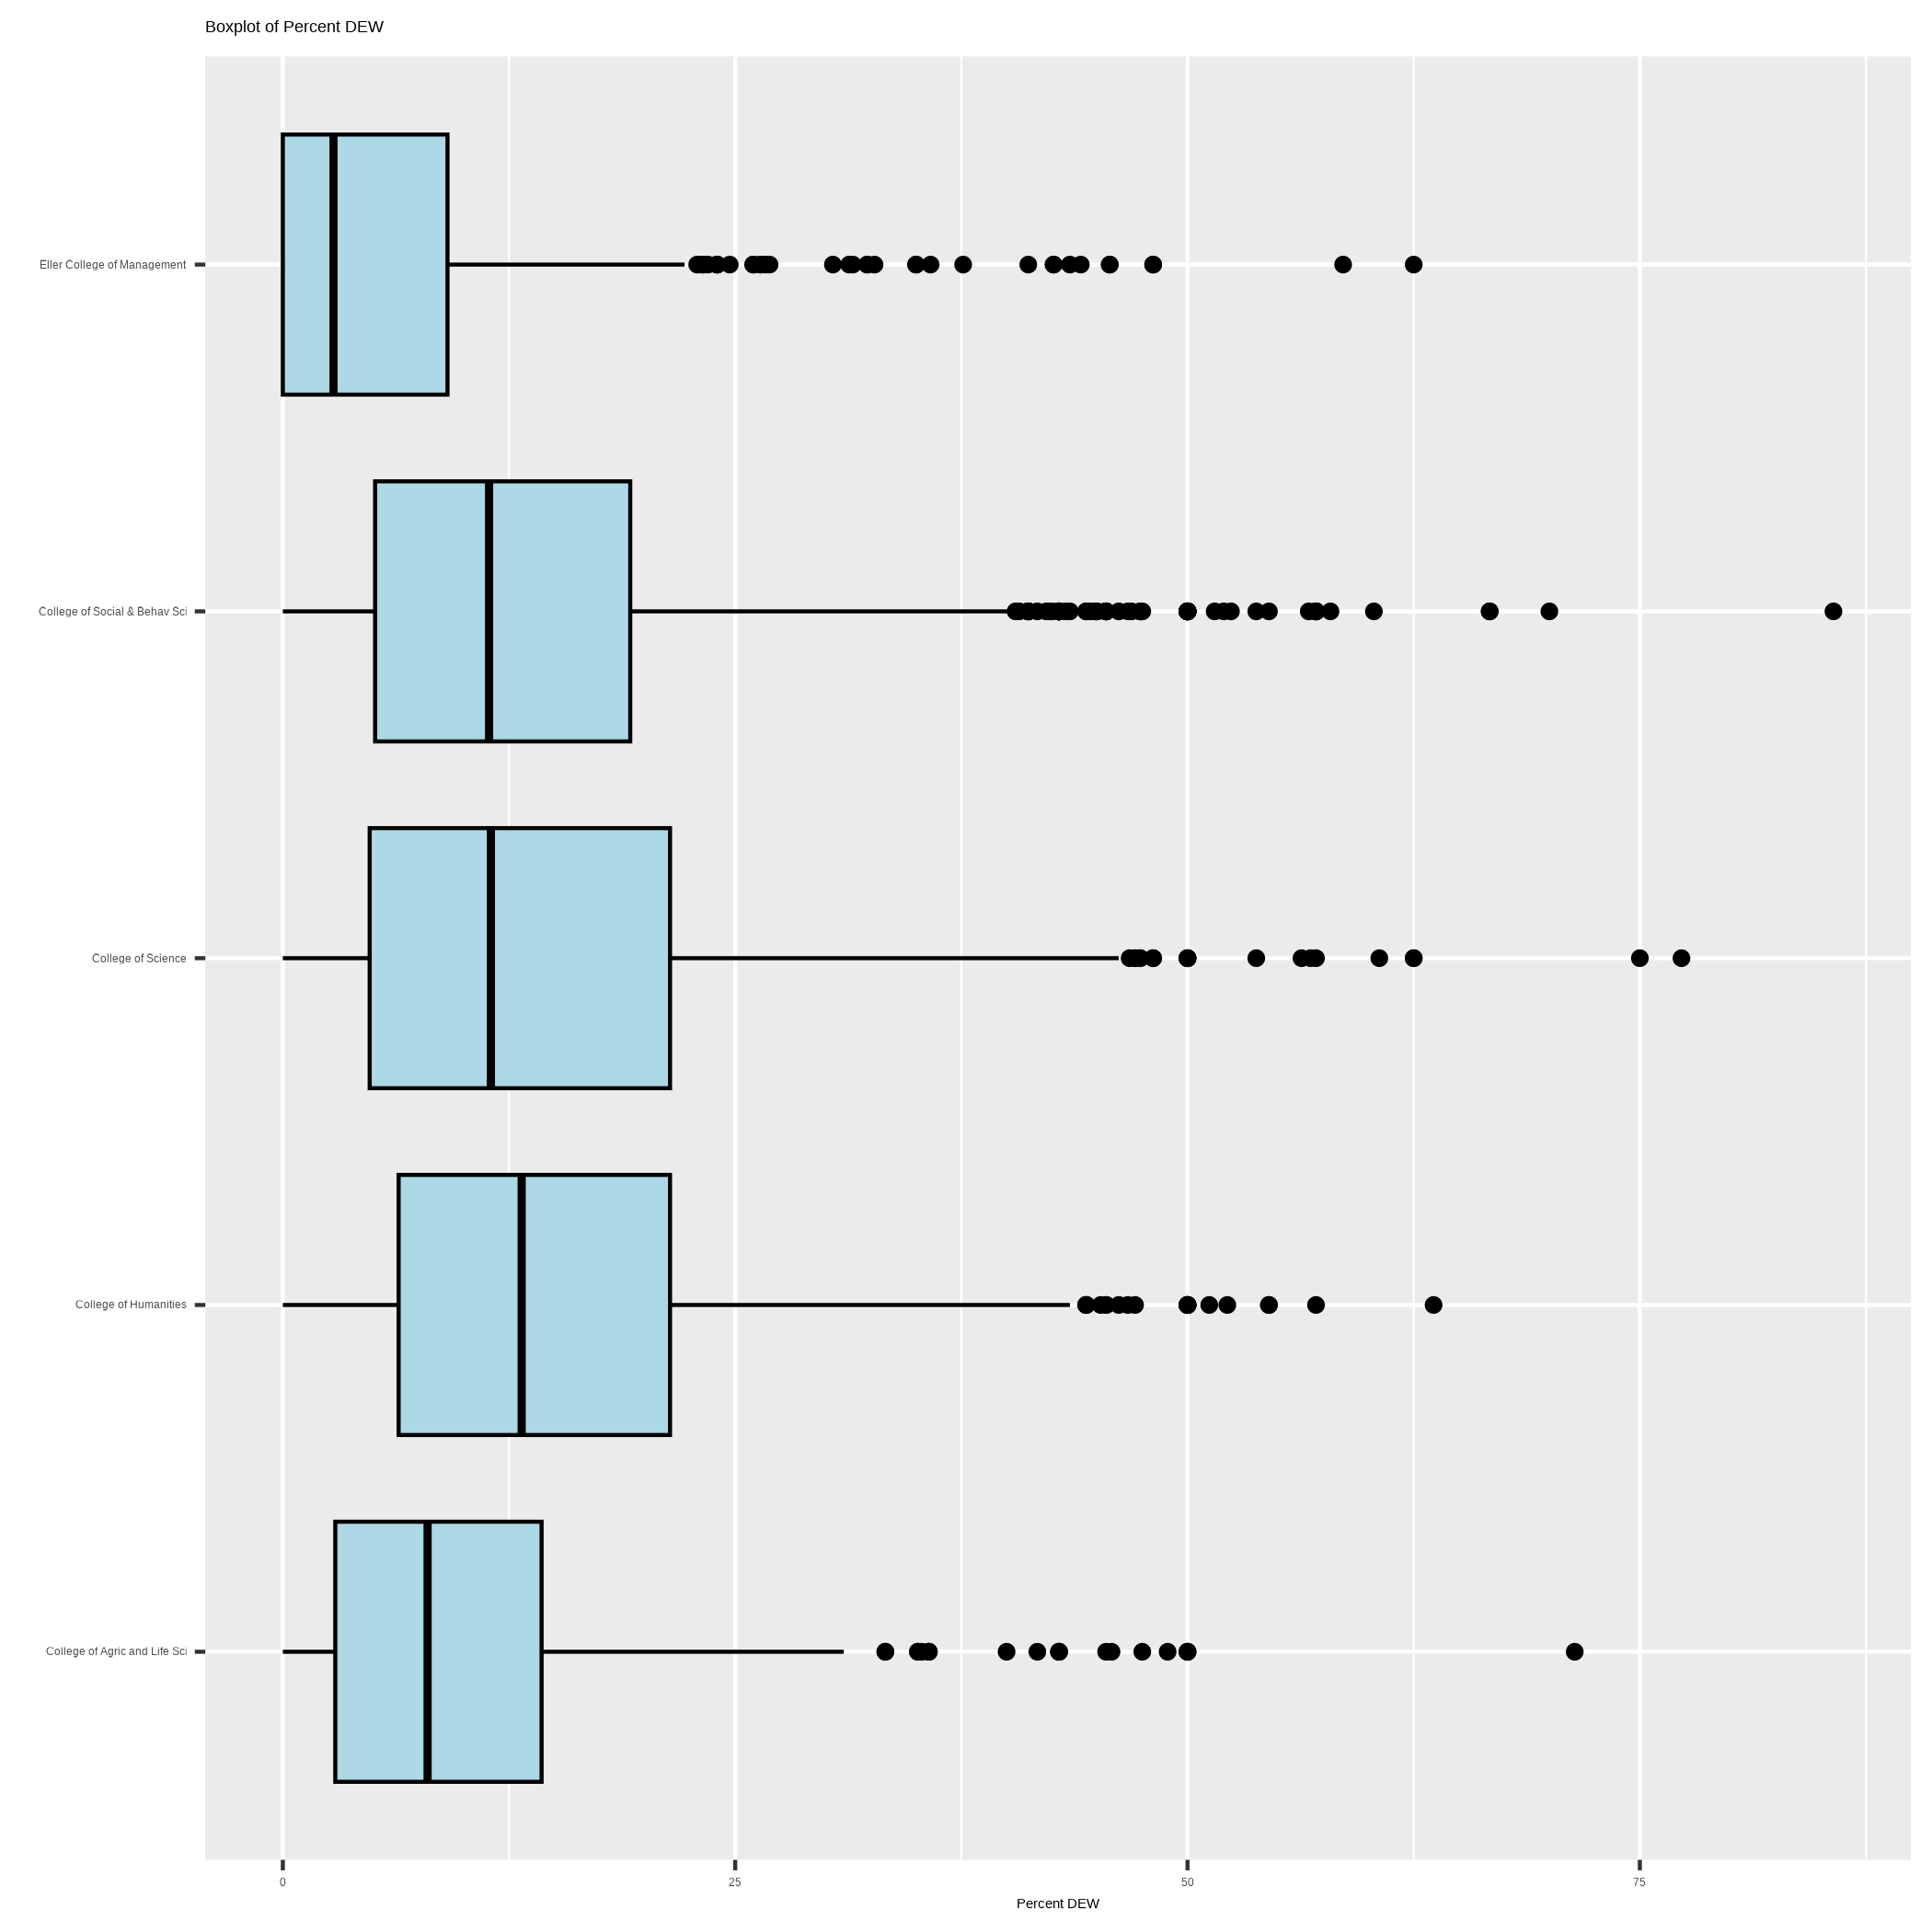 Boxplot of Percent DEW
Eller College of Management
College of Social & Behav Sci
College of Science
College of Humanities
College of Agric and Life Sci
0 25 50 75
Percent DEW